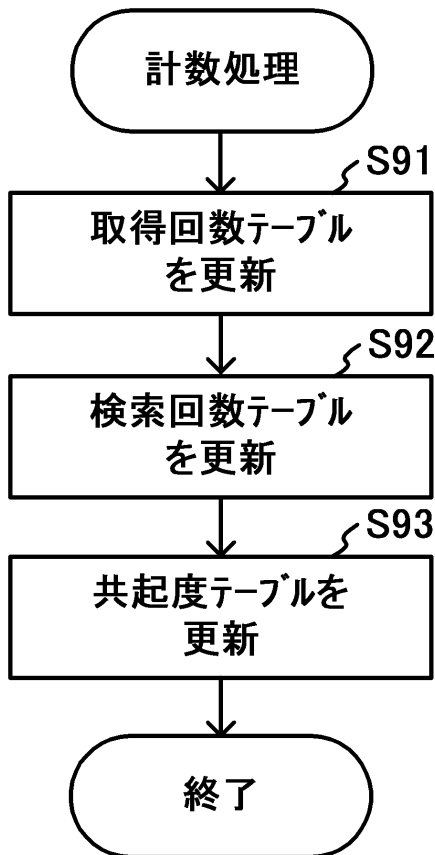 計数処理
S91
取得回数テーブル
を更新
S92
検索回数テーブル
を更新
S93
共起度テーブルを
更新
終了